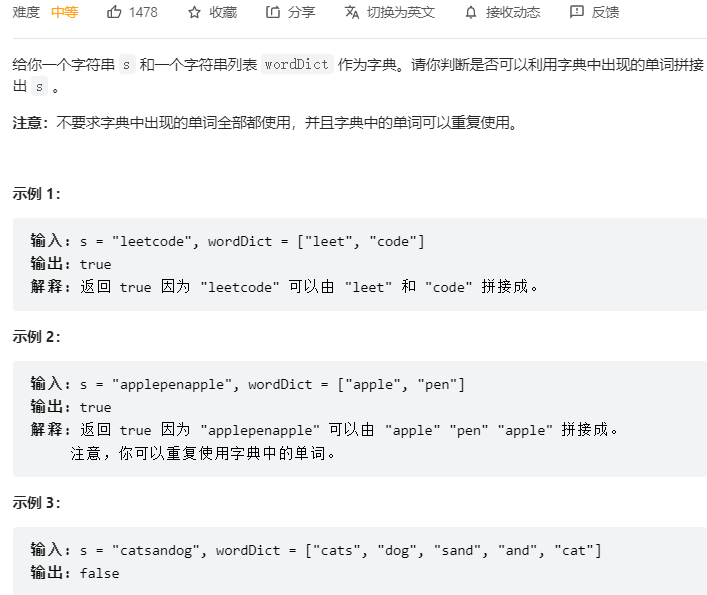 难度 中等 1478 收藏 分享 切换为英文 接收动态 反馈
给你一个字符串 s 和一个字符串列表 wordDict 作为字典。请你判断是否可以利用字典中出现的单词拼接
出 s 。
注意：不要求字典中出现的单词全部都使用，并且字典中的单词可以重复使用。
示例 1：
输入: s = "leetcode", wordDict = ["leet", "code"]
输出: true
解释: 返回 true 因为 "leetcode" 可以由 "leet" 和 "code" 拼接成。
示例 2：
输入: s = "applepenapple", wordDict = ["apple", "pen"]
输出: true
解释: 返回 true 因为 "applepenapple" 可以由 "apple" "pen" "apple" 拼接成。
注意，你可以重复使用字典中的单词。
示例 3：
输入: s = "catsandog", wordDict = ["cats", "dog", "sand", "and", "cat"]
输出: false